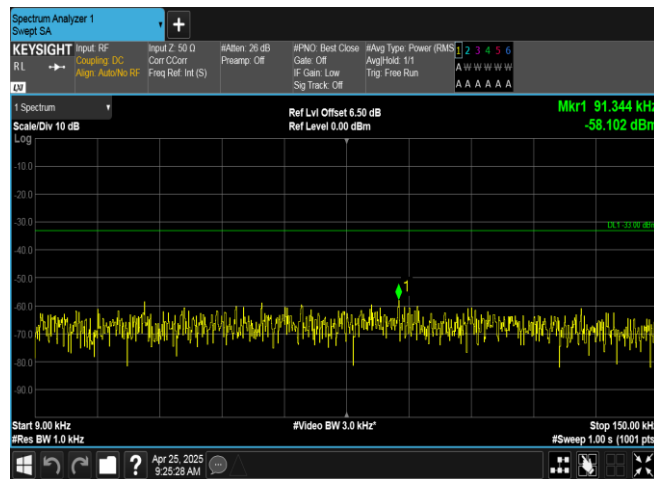 Spectrum Analyzer 1
Swept SA
KEYSIGHT Input: RF Input Z: 50 Ω #Atten: 26 dB #PNO: Best Close #Avg Type: Power (RMS 1 2 3 4 5 6
RL Coupling: DC Corr CCorr Preamp: Off Gate: Off Avg|Hold: 1/1 A W W W W W
Align: Auto/No RF Freq Ref: Int (S) IF Gain: Low Trig: Free Run
Sig Track: Off A A A A A A
LXI
1 Spectrum Ref Lvl Offset 6.50 dB Mkr1 91.344 kHz
Scale/Div 10 dB Ref Level 0.00 dBm -58.102 dBm
Log
-10.0
-20.0
-30.0
DL1 -33.00 dBm
-40.0
-50.0
1
-60.0
-70.0
-80.0
-90.0
Start 9.00 kHz #Video BW 3.0 kHz* Stop 150.00 kHz
#Res BW 1.0 kHz #Sweep 1.00 s (1001 pts
? Apr 25, 2025
9:25:28 AM